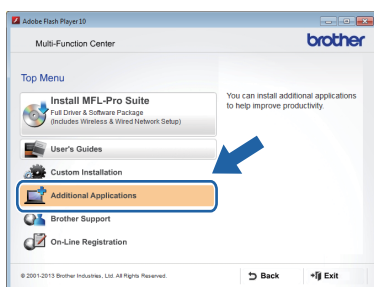 Adobe Flash Player 10
Multi-Function Center
brother
Top Menu
Install MFL-Pro Suite
Full Driver & Software Package
(Includes Wireless & Wired Network Setup)
You can install additional applications
to help improve productivity.
User's Guides
Custom Installation
Additional Applications
Brother Support
On-Line Registration
© 2001-2013 Brother Industries, Ltd. All Rights Reserved.
Back
Exit